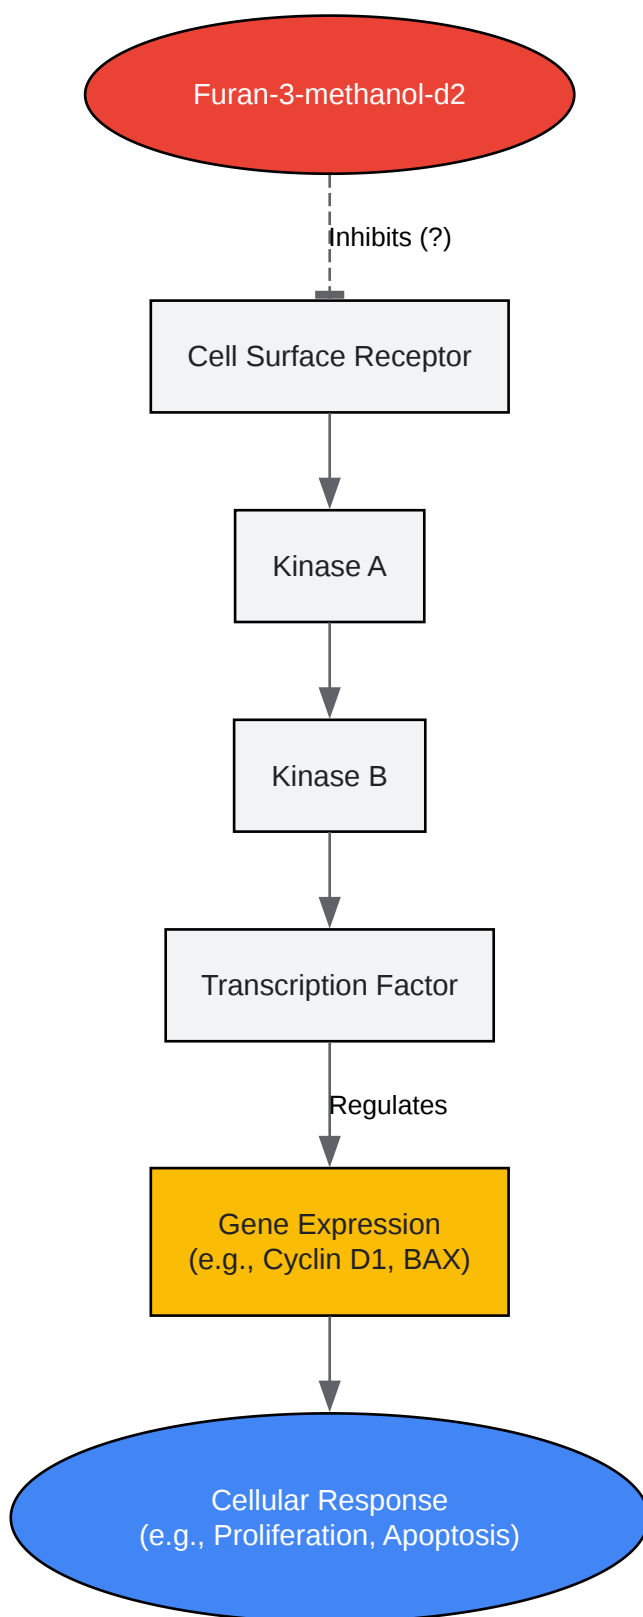 Furan-3-methanol-d2
Inhibits (?)
Cell Surface Receptor
Kinase A
Kinase B
Transcription Factor
Regulates
Gene Expression
(e.g., Cyclin D1, BAX)
Cellular Response
(e.g., Proliferation, Apoptosis)